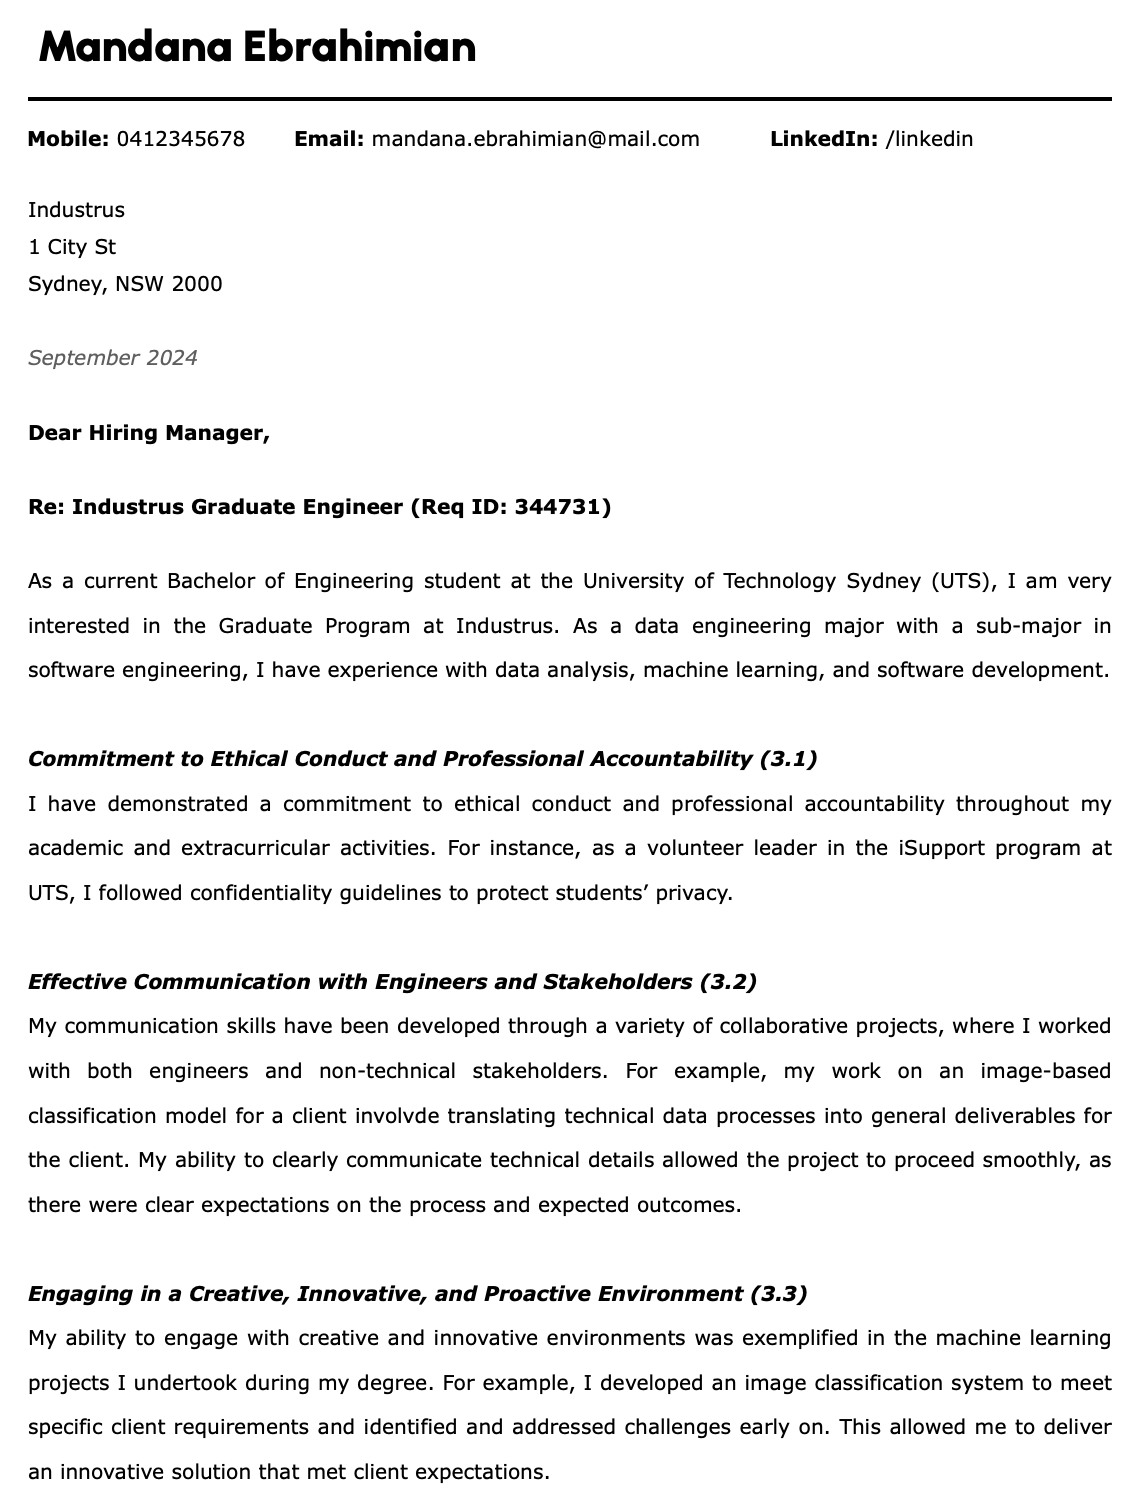 Mandana Ebrahimian
Mobile: 0412345678 Email: mandana.ebrahimian@mail.com LinkedIn: /linkedin
Industrus
1 City St
Sydney, NSW 2000
September 2024
Dear Hiring Manager,
Re: Industrus Graduate Engineer (Req ID: 344731)
As a current Bachelor of Engineering student at the University of Technology Sydney (UTS), I am very
interested in the Graduate Program at Industrus. As a data engineering major with a sub-major in
software engineering, I have experience with data analysis, machine learning, and software development.
Commitment to Ethical Conduct and Professional Accountability (3.1)
I have demonstrated a commitment to ethical conduct and professional accountability throughout my
academic and extracurricular activities. For instance, as a volunteer leader in the iSupport program at
UTS, I followed confidentiality guidelines to protect students’ privacy.
Effective Communication with Engineers and Stakeholders (3.2)
My communication skills have been developed through a variety of collaborative projects, where I worked
with both engineers and non-technical stakeholders. For example, my work on an image-based
classification model for a client involvde translating technical data processes into general deliverables for
the client. My ability to clearly communicate technical details allowed the project to proceed smoothly, as
there were clear expectations on the process and expected outcomes.
Engaging in a Creative, Innovative, and Proactive Environment (3.3)
My ability to engage with creative and innovative environments was exemplified in the machine learning
projects I undertook during my degree. For example, I developed an image classification system to meet
specific client requirements and identified and addressed challenges early on. This allowed me to deliver
an innovative solution that met client expectations.